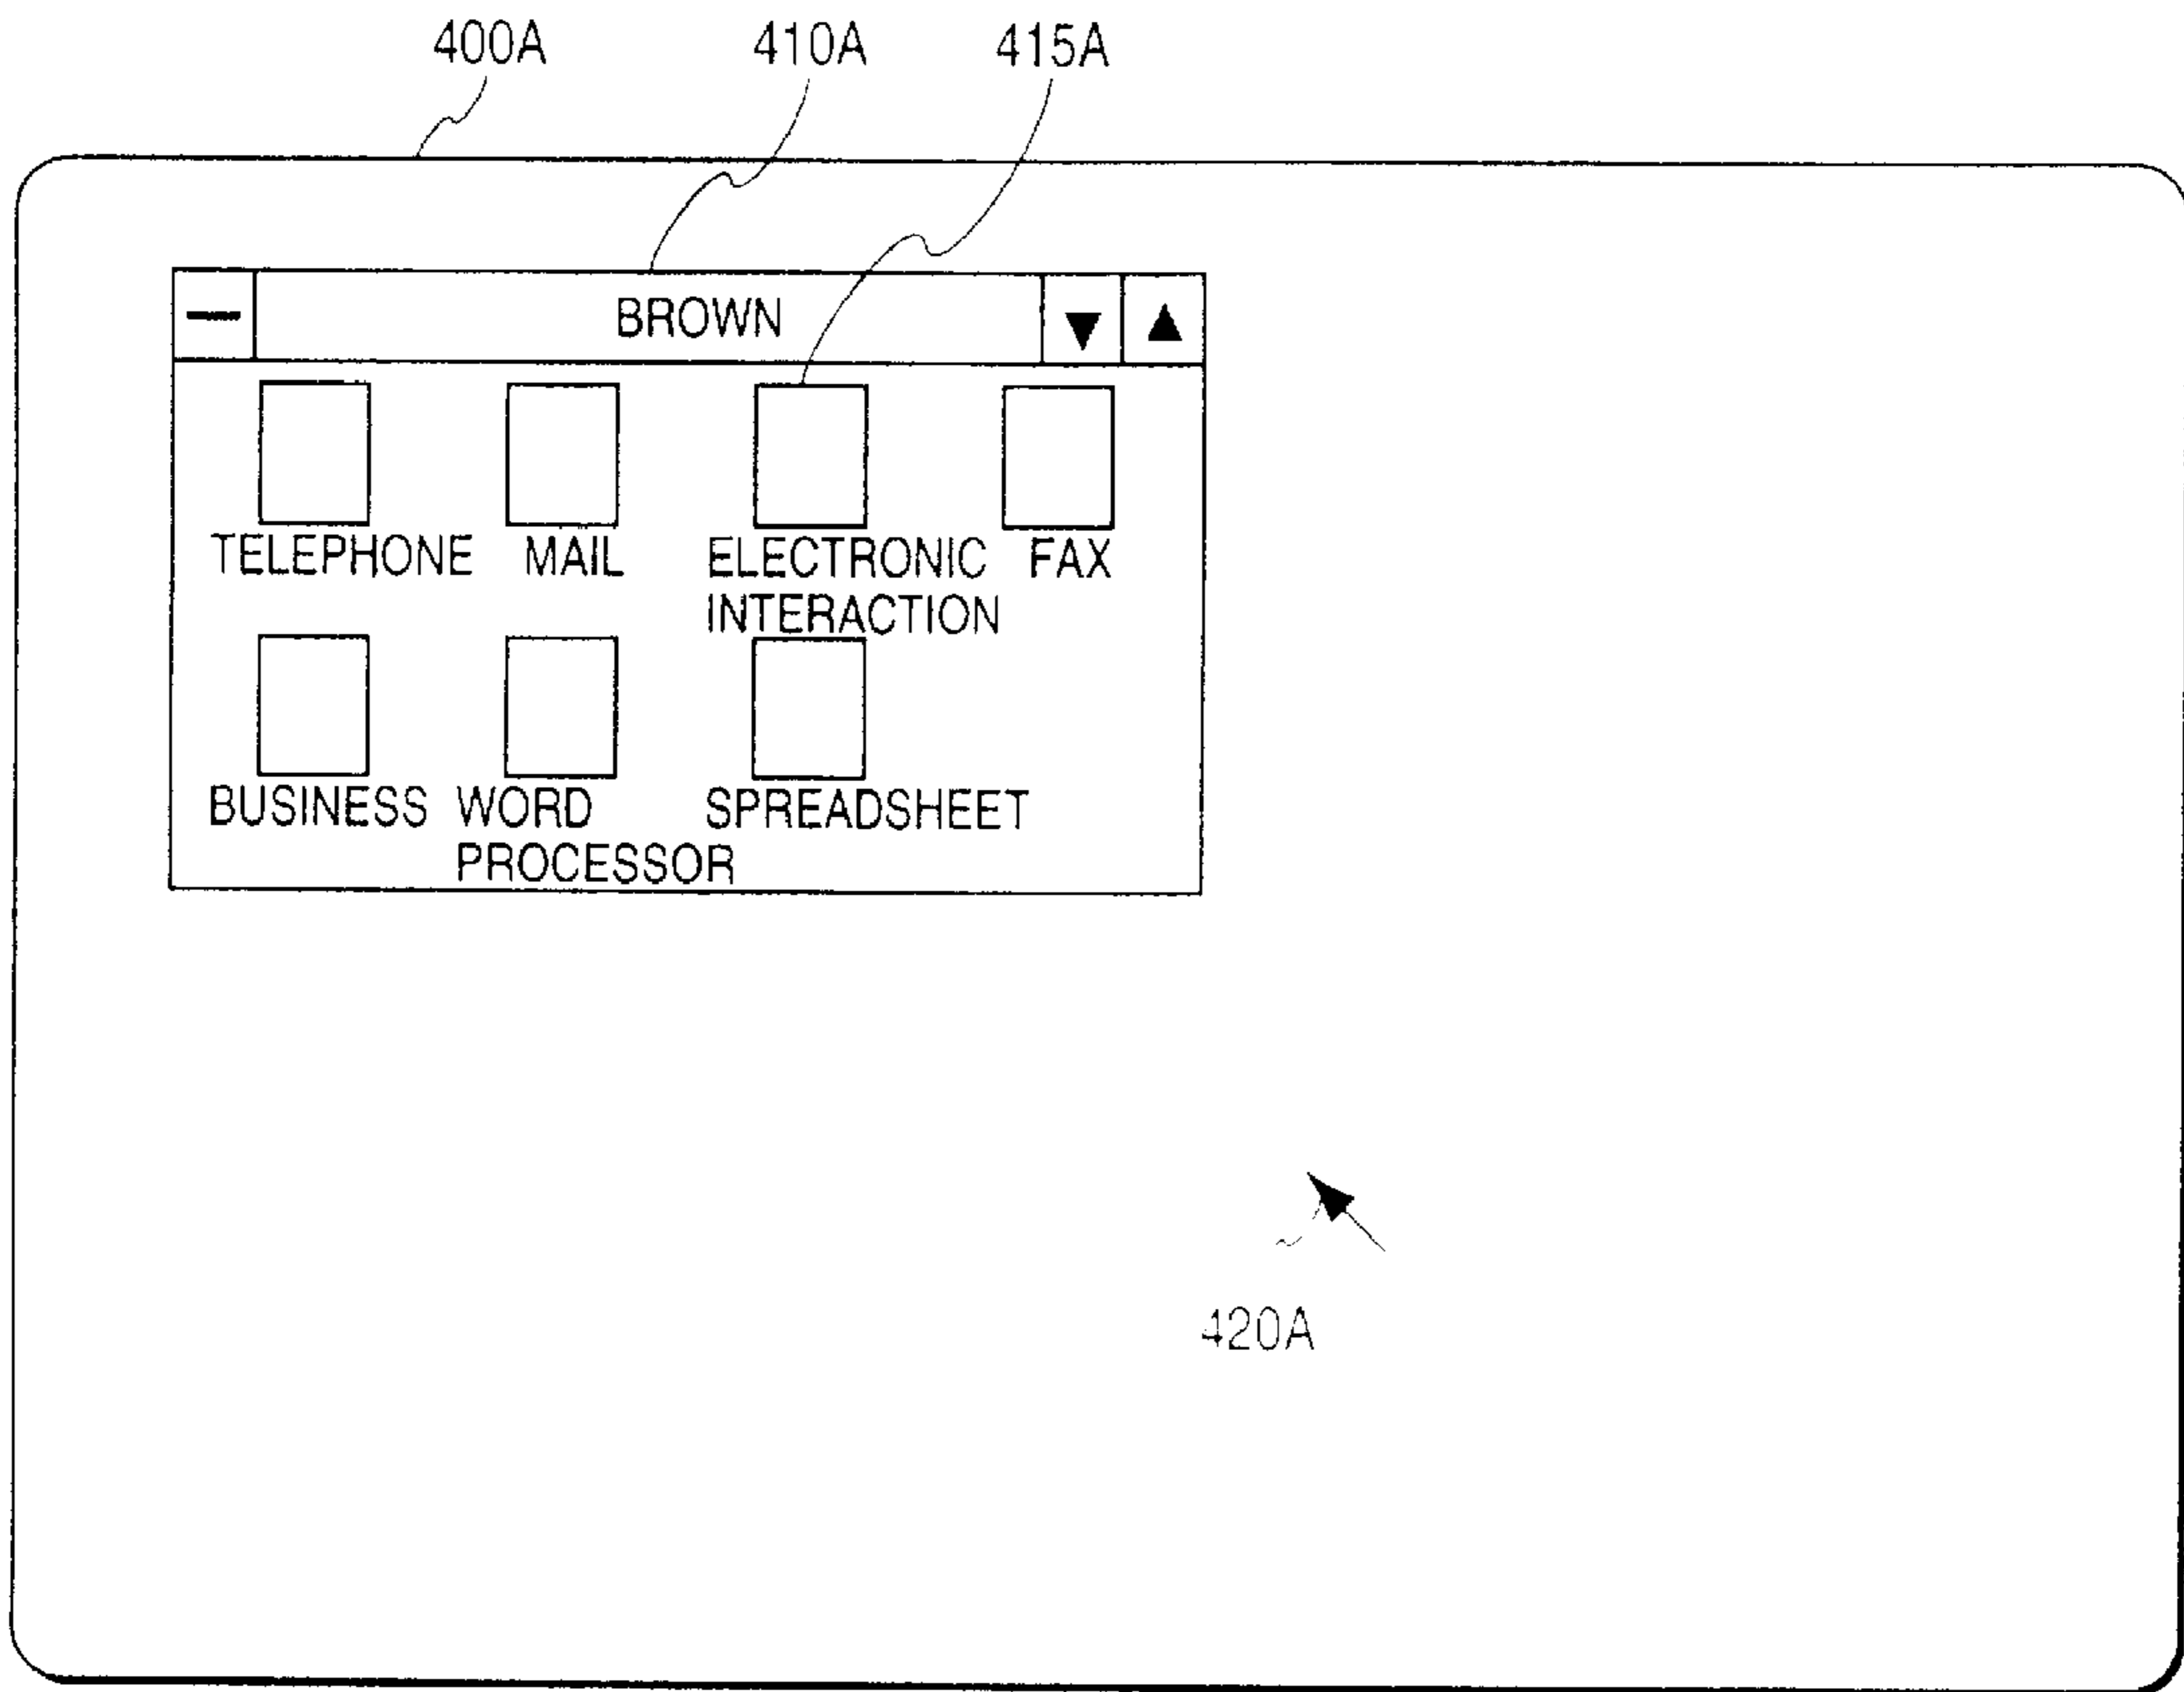 400A 410A 415A
BROWN
TELEPHONE MAIL ELECTRONIC FAX
INTERACTION
BUSINESS WORD SPREADSHEET
PROCESSOR
420A